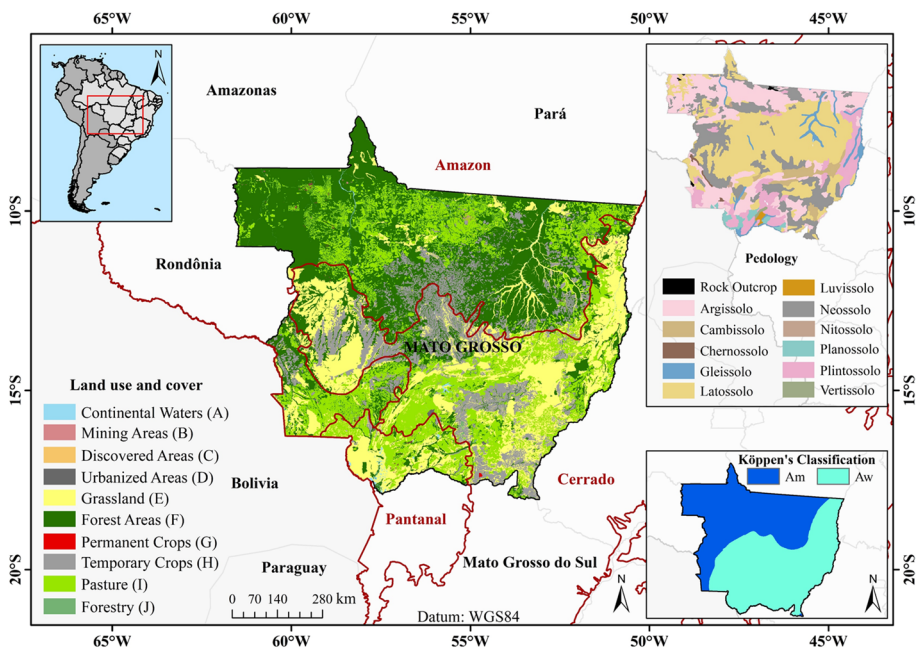 65°W
60°W
55°W
50°W
45°W
N
Amazonas
Pará
Amazon
10°S
10°S
Rondônia
Pedology
Rock Outcrop
Luvissolo
Argissolo
Neossolo
Cambissolo
Nitossolo
Chernossolo
Planossolo
Gleissolo
Plintossolo
Latossolo
Vertissolo
MATO GROSSO
Land use and cover
15°S
15°S
Continental Waters (A)
Mining Areas (B)
Discovered Areas (C)
Urbanized Areas (D)
Grassland (E)
Forest Areas (F)
Permanent Crops (G)
Temporary Crops (H)
Pasture (I)
Forestry (J)
Bolivia
Cerrado
Pantanal
Paraguay
Mato Grosso do Sul
Köppen's Classification
Am
Aw
20°S
20°S
N
N
0 70 140 280 km
Datum: WGS84
65°W
60°W
55°W
50°W
45°W